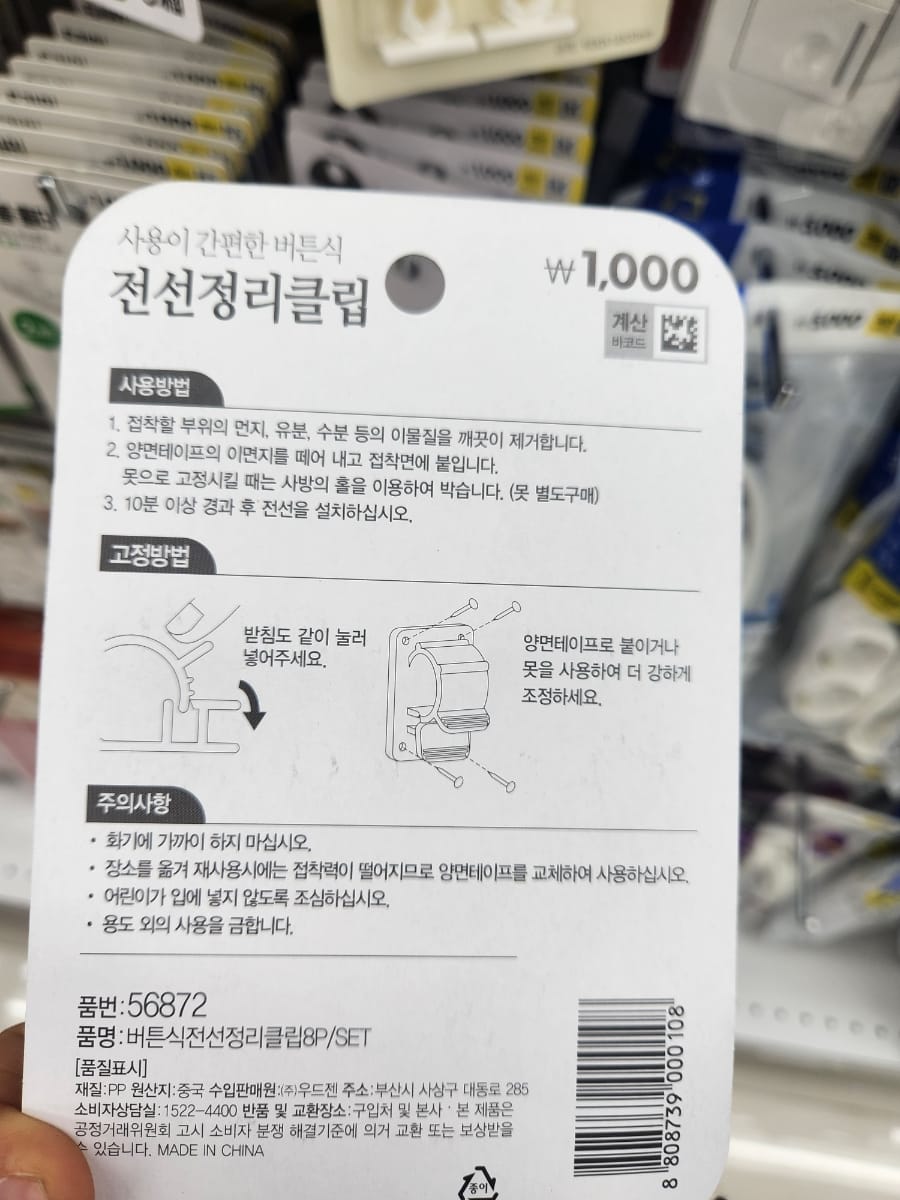 사용이 간편한 버튼식
전선정리클립
₩1,000
계산
바코드
사용방법
1. 접착할 부위의 먼지, 유분, 수분 등의 이물질을 깨끗이 제거합니다.
2. 양면테이프의 이면지를 떼어 내고 접착면에 붙입니다.
못으로 고정시킬 때는 사방의 홀을 이용하여 박습니다. (못 별도구매)
3. 10분 이상 경과 후 전선을 설치하십시오.
고정방법
받침도 같이 눌러
넣어주세요.
양면테이프로 붙이거나
못을 사용하여 더 강하게
조정하세요.
주의사항
• 화기에 가까이 하지 마십시오.
• 장소를 옮겨 재사용시에는 접착력이 떨어지므로 양면테이프를 교체하여 사용하십시오.
• 어린이가 입에 넣지 않도록 조심하십시오.
• 용도 외의 사용을 금합니다.
품번:56872
품명:버튼식전선정리클립8P/SET
[품질표시]
재질:PP 원산지:중국 수입판매원:(주)우드젠 주소:부산시 사상구 대동로 285
소비자상담실:1522-4400 반품 및 교환장소:구입처 및 본사 · 본 제품은
공정거래위원회 고시 소비자 분쟁 해결기준에 의거 교환 또는 보상받을
수 있습니다. MADE IN CHINA
8 808739 000108
종이